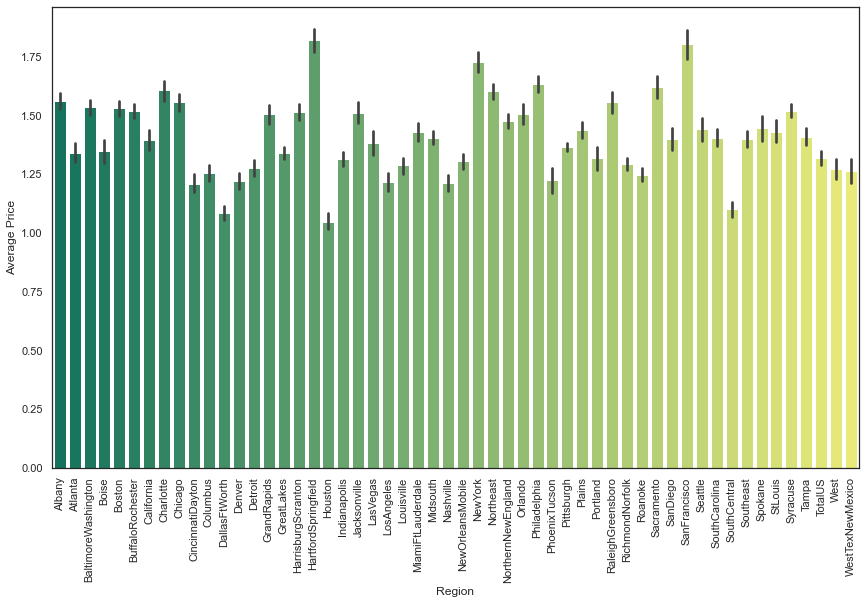 1.75
1.50
1.25
1.00
0.75
0.50
0.25
0.00
Average Price
Albany
Atlanta
BaltimoreWashington
Boise
Boston
BuffaloRochester
California
Charlotte
Chicago
CincinnatiDayton
Columbus
DallasFtWorth
Denver
Detroit
GrandRapids
GreatLakes
HarrisburgScranton
HartfordSpringfield
Houston
Indianapolis
Jacksonville
LasVegas
LosAngeles
Louisville
MiamiFtLauderdale
Midsouth
Nashville
NewOrleansMobile
NewYork
Northeast
NorthernNewEngland
Orlando
Philadelphia
PhoenixTucson
Pittsburgh
Plains
Portland
RaleighGreensboro
RichmondNorfolk
Roanoke
Sacramento
SanDiego
SanFrancisco
Seattle
SouthCarolina
SouthCentral
Southeast
Spokane
StLouis
Syracuse
Tampa
TotalUS
West
WestTexNewMexico
Region